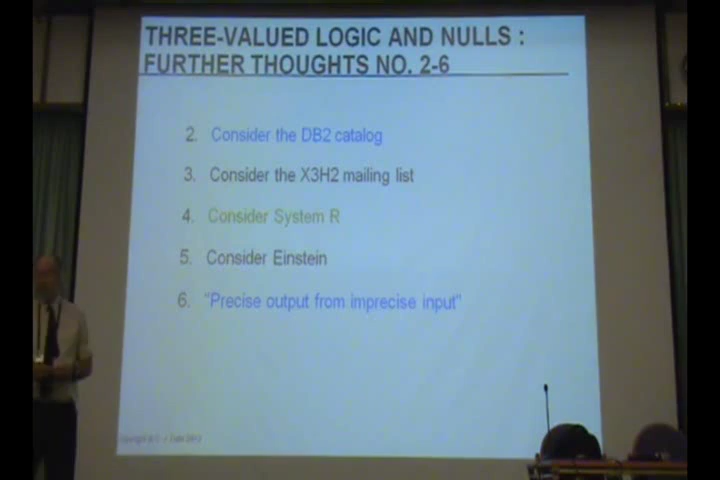 THREE-VALUED LOGIC AND NULLS :
FURTHER THOUGHTS NO. 2-6
2. Consider the DB2 catalog
3. Consider the X3H2 mailing list
4. Consider System R
5. Consider Einstein
6. "Precise output from imprecise input"
Date